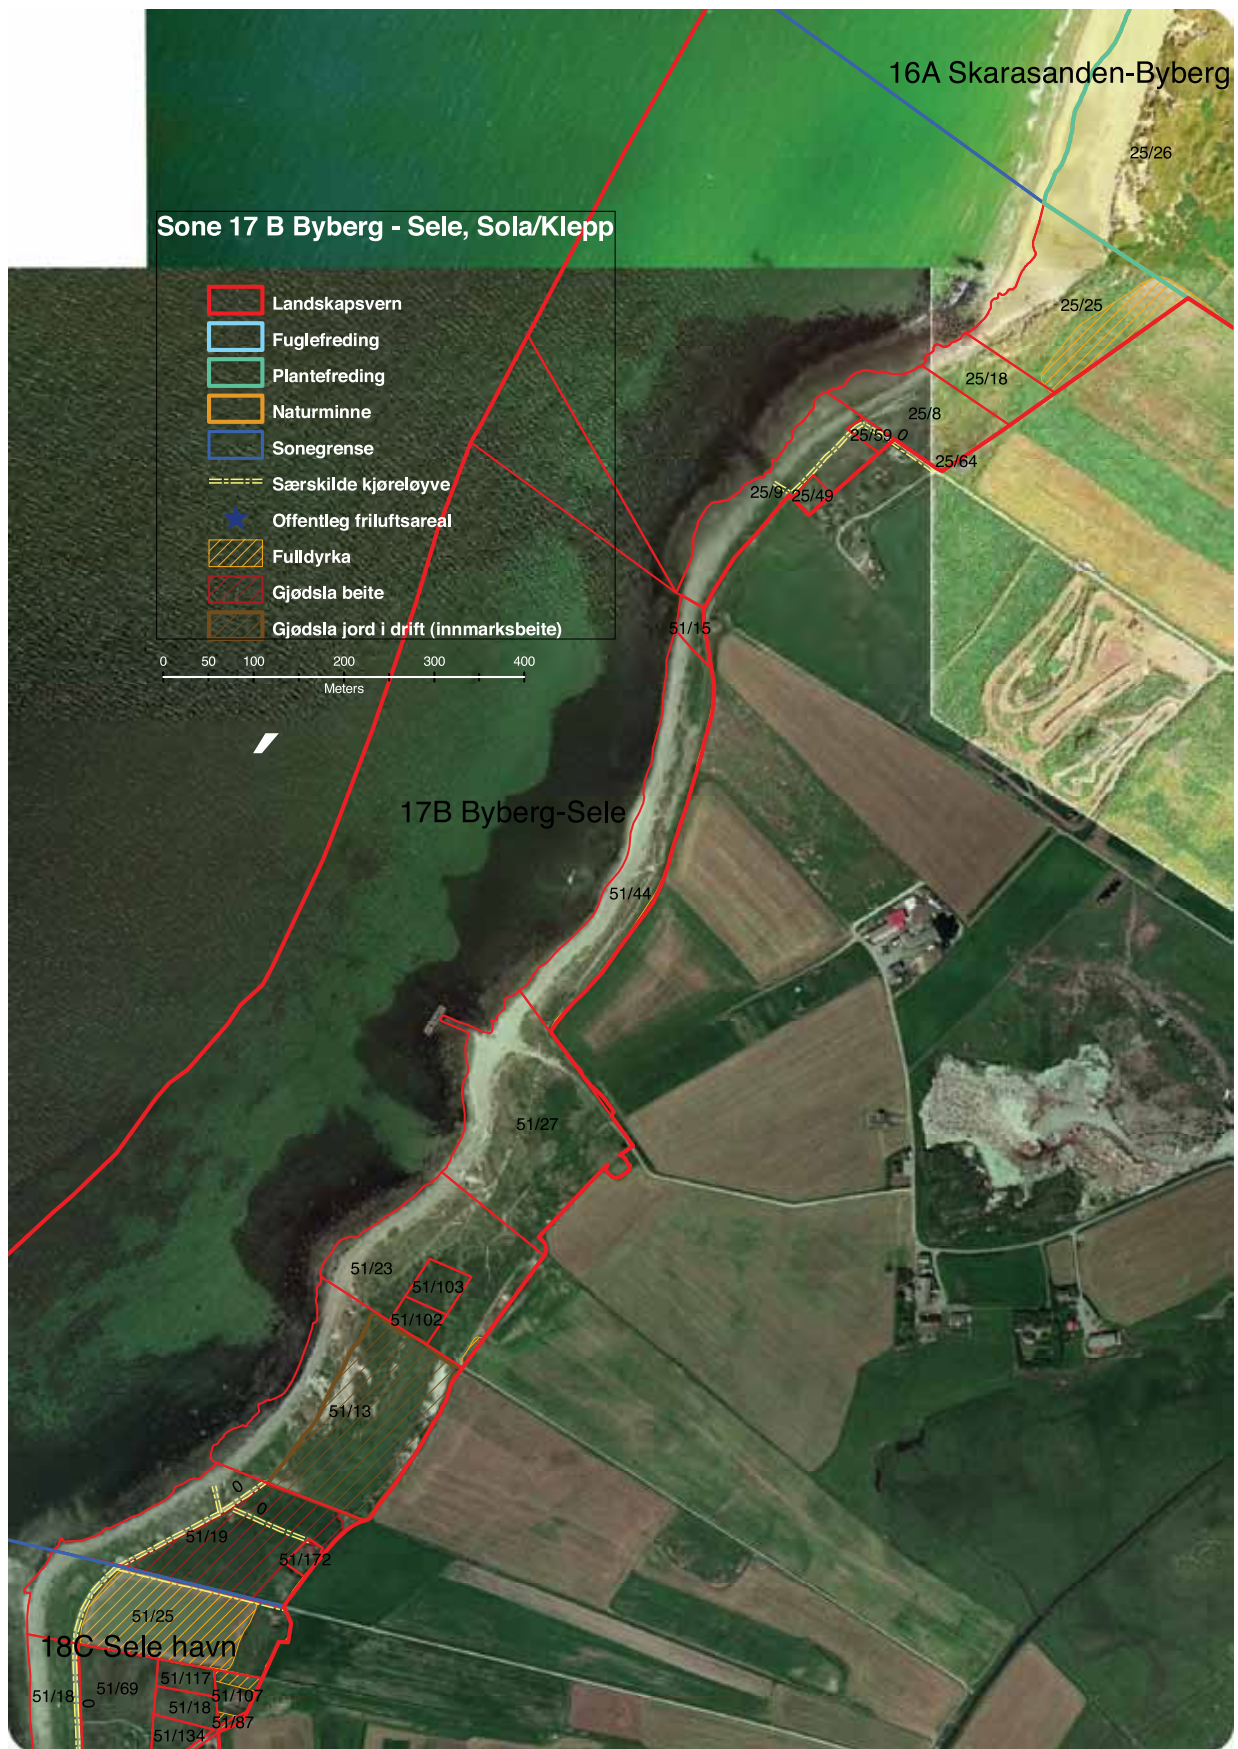 16A Skarasanden-Byberg
25/26
Sone 17 B Byberg - Sele, Sola/Klepp
Landskapsvern
Fuglefreding
Plantefreding
Naturminne
Sonegrense
Særskilde kjøreløyve
Offentleg friluftsareal
Fulldyrka
Gjødsla beite
Gjødsla jord i drift (innmarksbeite)
0 50 100 200 300 400
Meters
25/25
25/18
25/8
25/59 0
25/64
25/9 25/49
51/15
17B Byberg-Sele
51/44
51/27
51/23
51/103
51/102
51/13
0
0
51/19
51/172
51/25
18C Sele havn
51/117
51/69
51/18
0
51/107
51/18
51/87
51/134